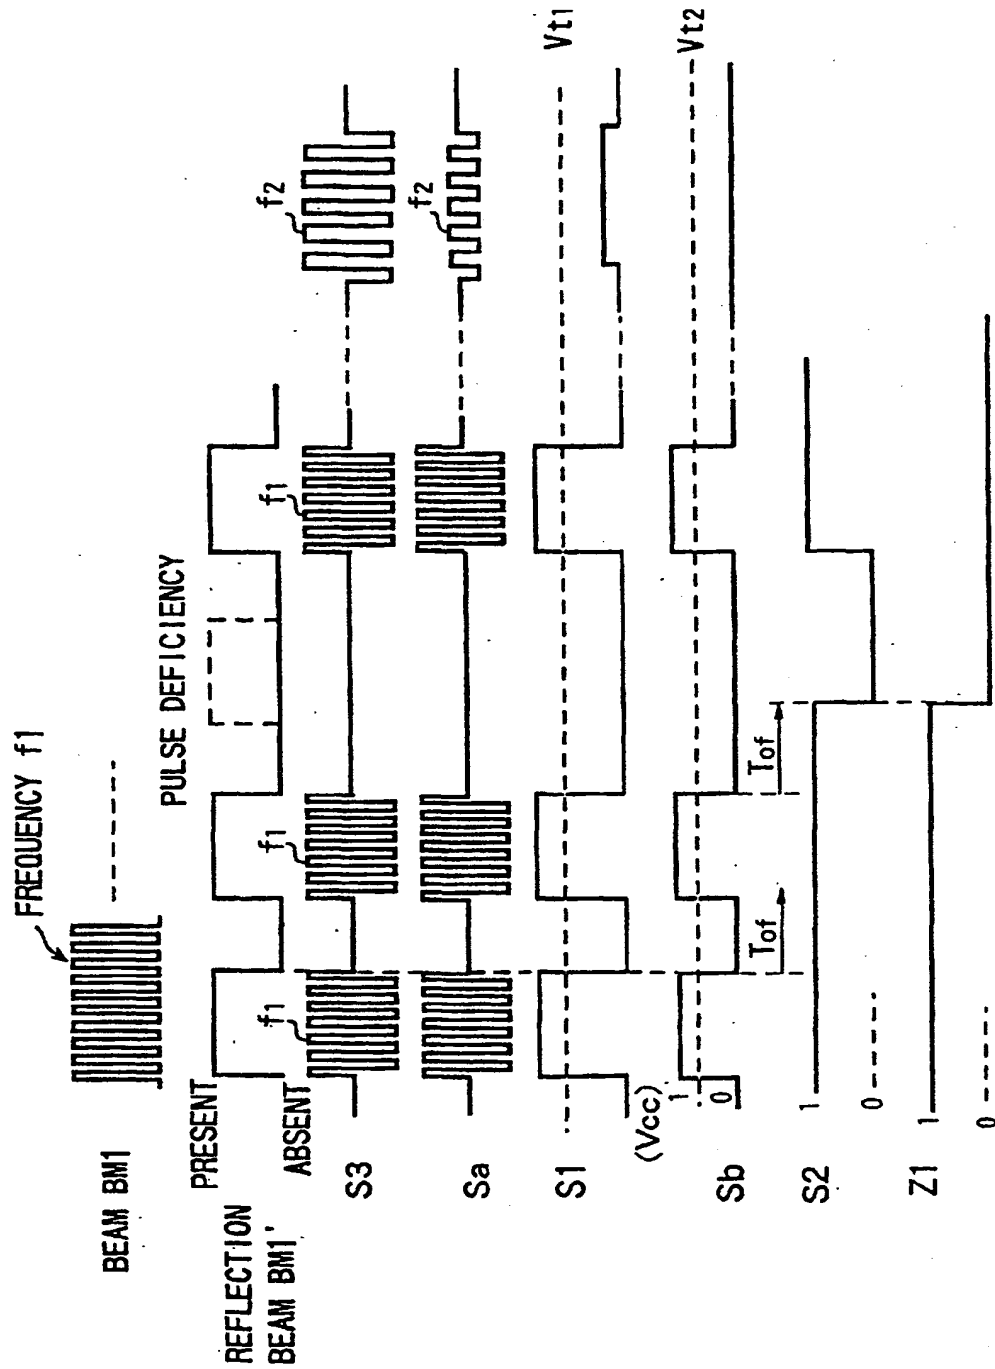 FREQUENCY f1
BEAM BM1
PULSE DEFICIENCY
REFLECTION
BEAM BM1'
PRESENT
ABSENT
S3
f1
f1
f1
f2
Sa
f2
S1
Vt1
(Vcc)
Sb
1
0
Vt2
Tof
Tof
S2
1
0
Z1
1
0